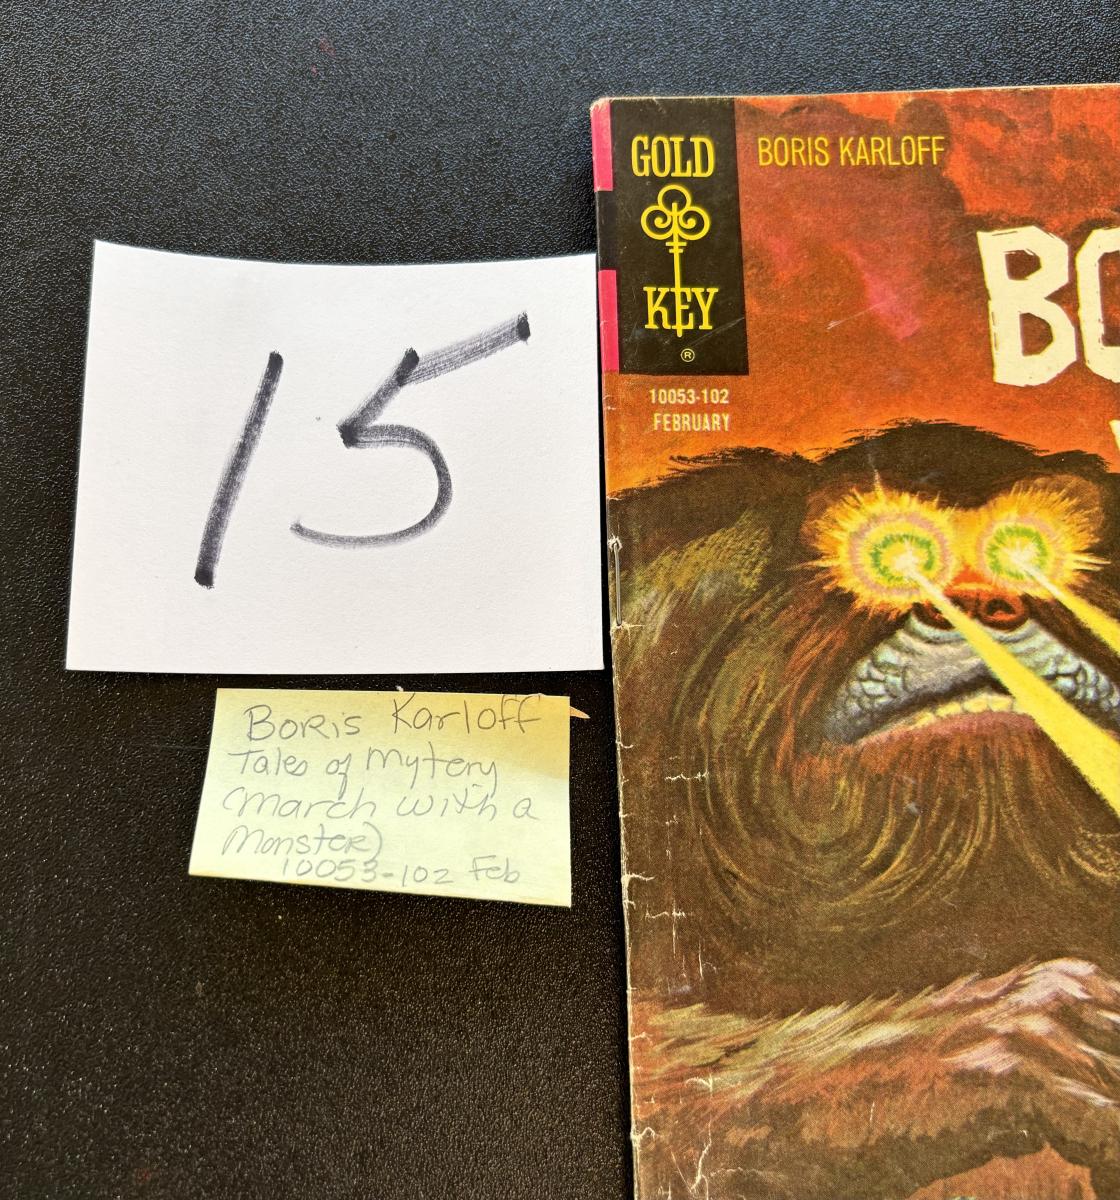 15
Boris Karloff
Tales of Mytery
(March with a
Monster)
10053-102 Feb
GOLD
KEY
®
BORIS KARLOFF
10053-102
FEBRUARY
BO